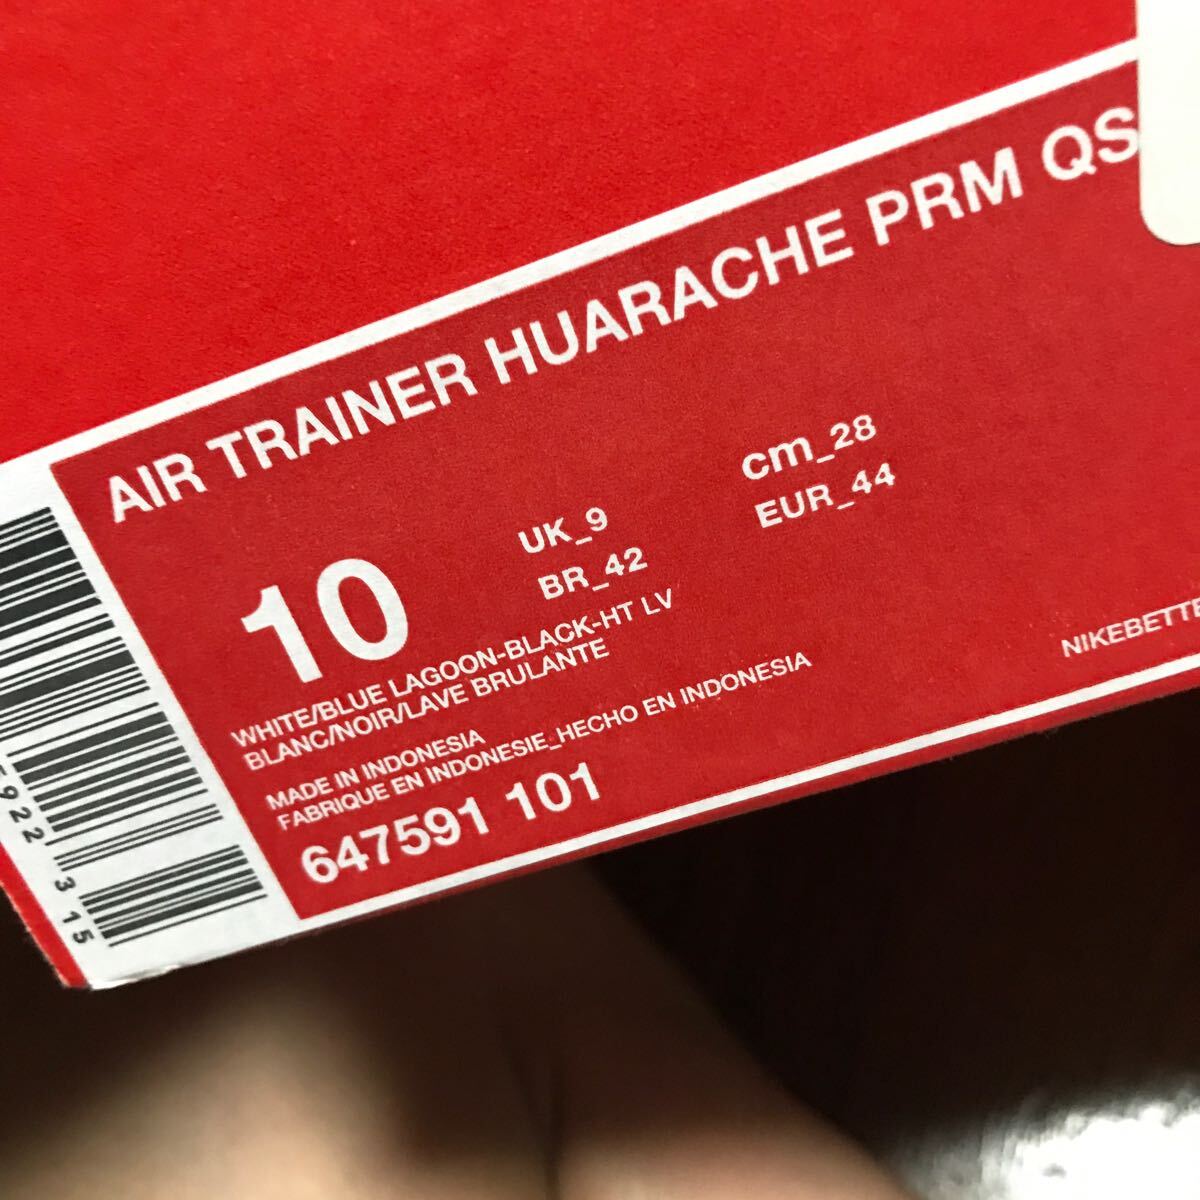 AIR TRAINER HUARACHE PRM QS
10
UK_9
cm_28
BR_42
EUR_44
WHITE/BLUE LAGOON-BLACK-HT LV
BLANC/NOIR/LAVE BRULANTE
MADE IN INDONESIA
FABRIQUE EN INDONESIE_HECHO EN INDONESIA
647591 101
922 315